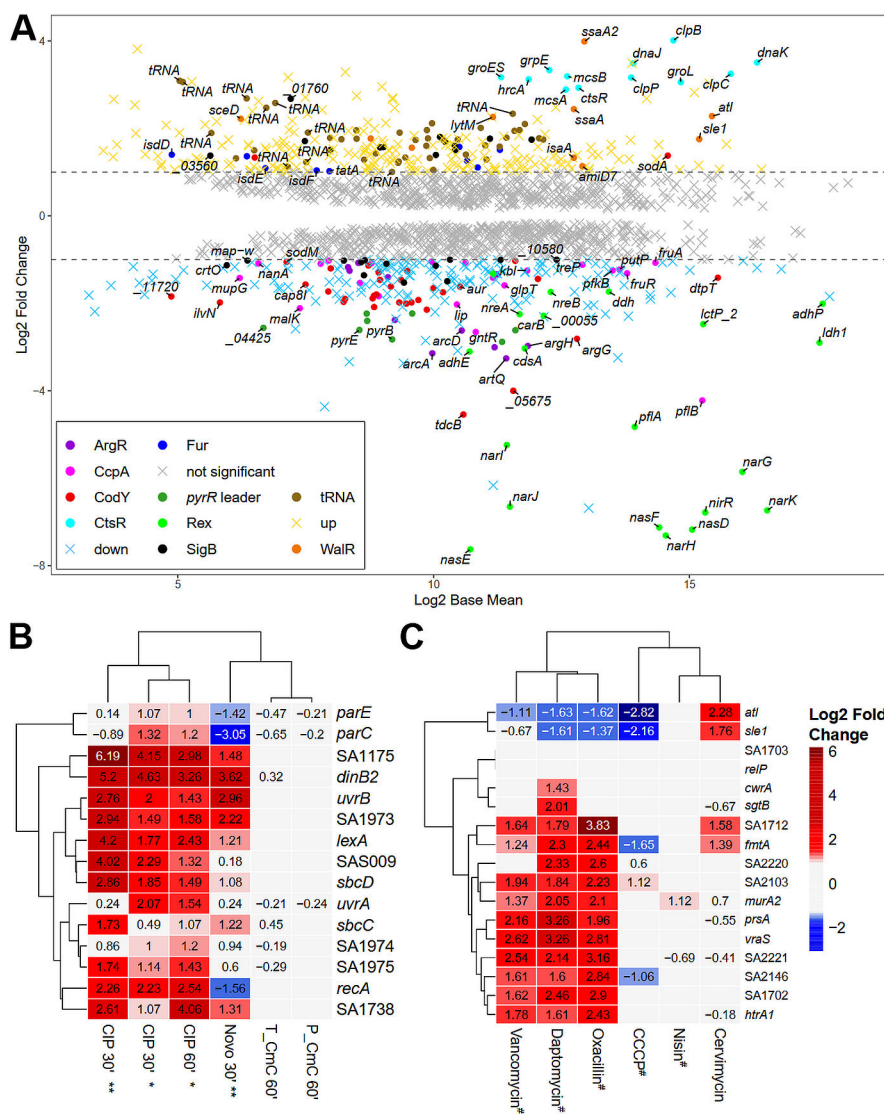 A
4
0
−4
−8
Log2 Fold Change
5
10
15
Log2 Base Mean
ssaA2
clpB
tRNA
tRNA
tRNA
_01760
tRNA
tRNA
sceD
grpE
groES
mcsB
hrcA
mcsA
ctsR
dnaJ
clpP
groL
clpC
dnaK
tRNA
lytM
ssaA
atl
sle1
isdD
tRNA
tRNA
_03560
tRNA
tRNA
isdE
isdF
tatA
tRNA
isaA
amiD7
sodA
map-w
sodM
crtO
nanA
_11720
mupG
cap8I
ilvN
malK
_04425
pyrE
pyrB
_10580
kbl
treP
putP
fruA
aur
glpT
pfkB
fruR
dtpT
lip
nreA
nreB
ddh
adhP
carB
_00055
lctP_2
arcD
gntR
argH
argG
ldh1
arcA
adhE
cdsA
artQ
_05675
tdcB
pflA
pflB
narI
narG
narJ
nirR
narK
nasF
nasD
narH
nasE
ArgR
Fur
CcpA
not significant
CodY
pyrR leader
tRNA
CtsR
Rex
up
down
SigB
WalR
B
0.14 1.07 1 −1.42 −0.47 −0.21 parE
−0.89 1.32 1.2 −3.05 −0.65 −0.2 parC
6.19 4.15 2.98 1.48 SA1175
5.2 4.63 3.26 3.62 0.32 dinB2
2.76 2 1.43 2.96 uvrB
2.94 1.49 1.58 2.22 SA1973
4.2 1.77 2.43 1.21 lexA
4.02 2.29 1.32 0.18 SAS009
2.86 1.85 1.49 1.08 sbcD
0.24 2.07 1.54 0.24 −0.21 −0.24 uvrA
1.73 0.49 1.07 1.22 0.45 sbcC
0.86 1 1.2 0.94 −0.19 SA1974
1.74 1.14 1.43 0.6 −0.29 SA1975
2.26 2.23 2.54 −1.56 recA
2.61 1.07 4.06 1.31 SA1738
CIP 30' **
CIP 30' *
CIP 60' *
Novo 30' **
T_CmC 60'
P_CmC 60'
C
−1.11 −1.63 −1.62 −2.82 2.28 atl
−0.67 −1.61 −1.37 −2.16 1.76 sle1
SA1703
relP
1.43 cwrA
2.01 −0.67 sgtB
1.64 1.79 3.83 1.58 SA1712
1.24 2.3 2.44 −1.65 1.39 fmtA
2.33 2.6 0.6 SA2220
1.94 1.84 2.23 1.12 SA2103
1.37 2.05 2.1 1.12 0.7 murA2
2.16 3.26 1.96 −0.55 prsA
2.62 3.26 2.81 vraS
2.54 2.14 3.16 −0.69 −0.41 SA2221
1.61 1.6 2.84 −1.06 SA2146
1.62 2.46 2.9 SA1702
1.78 1.61 2.43 −0.18 htrA1
Vancomycin#
Daptomycin#
Oxacillin#
CCCP#
Nisin#
Cervimycin
Log2 Fold
Change
6
4
2
0
−2